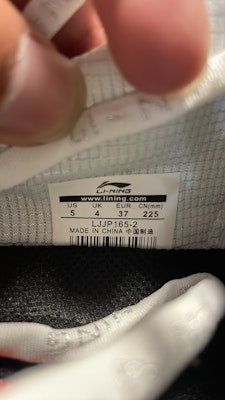 LI-NING
www.lining.com
US UK EUR CN(mm)
5 4 37 225
LJJP165-2
MADE IN CHINA 中国制造